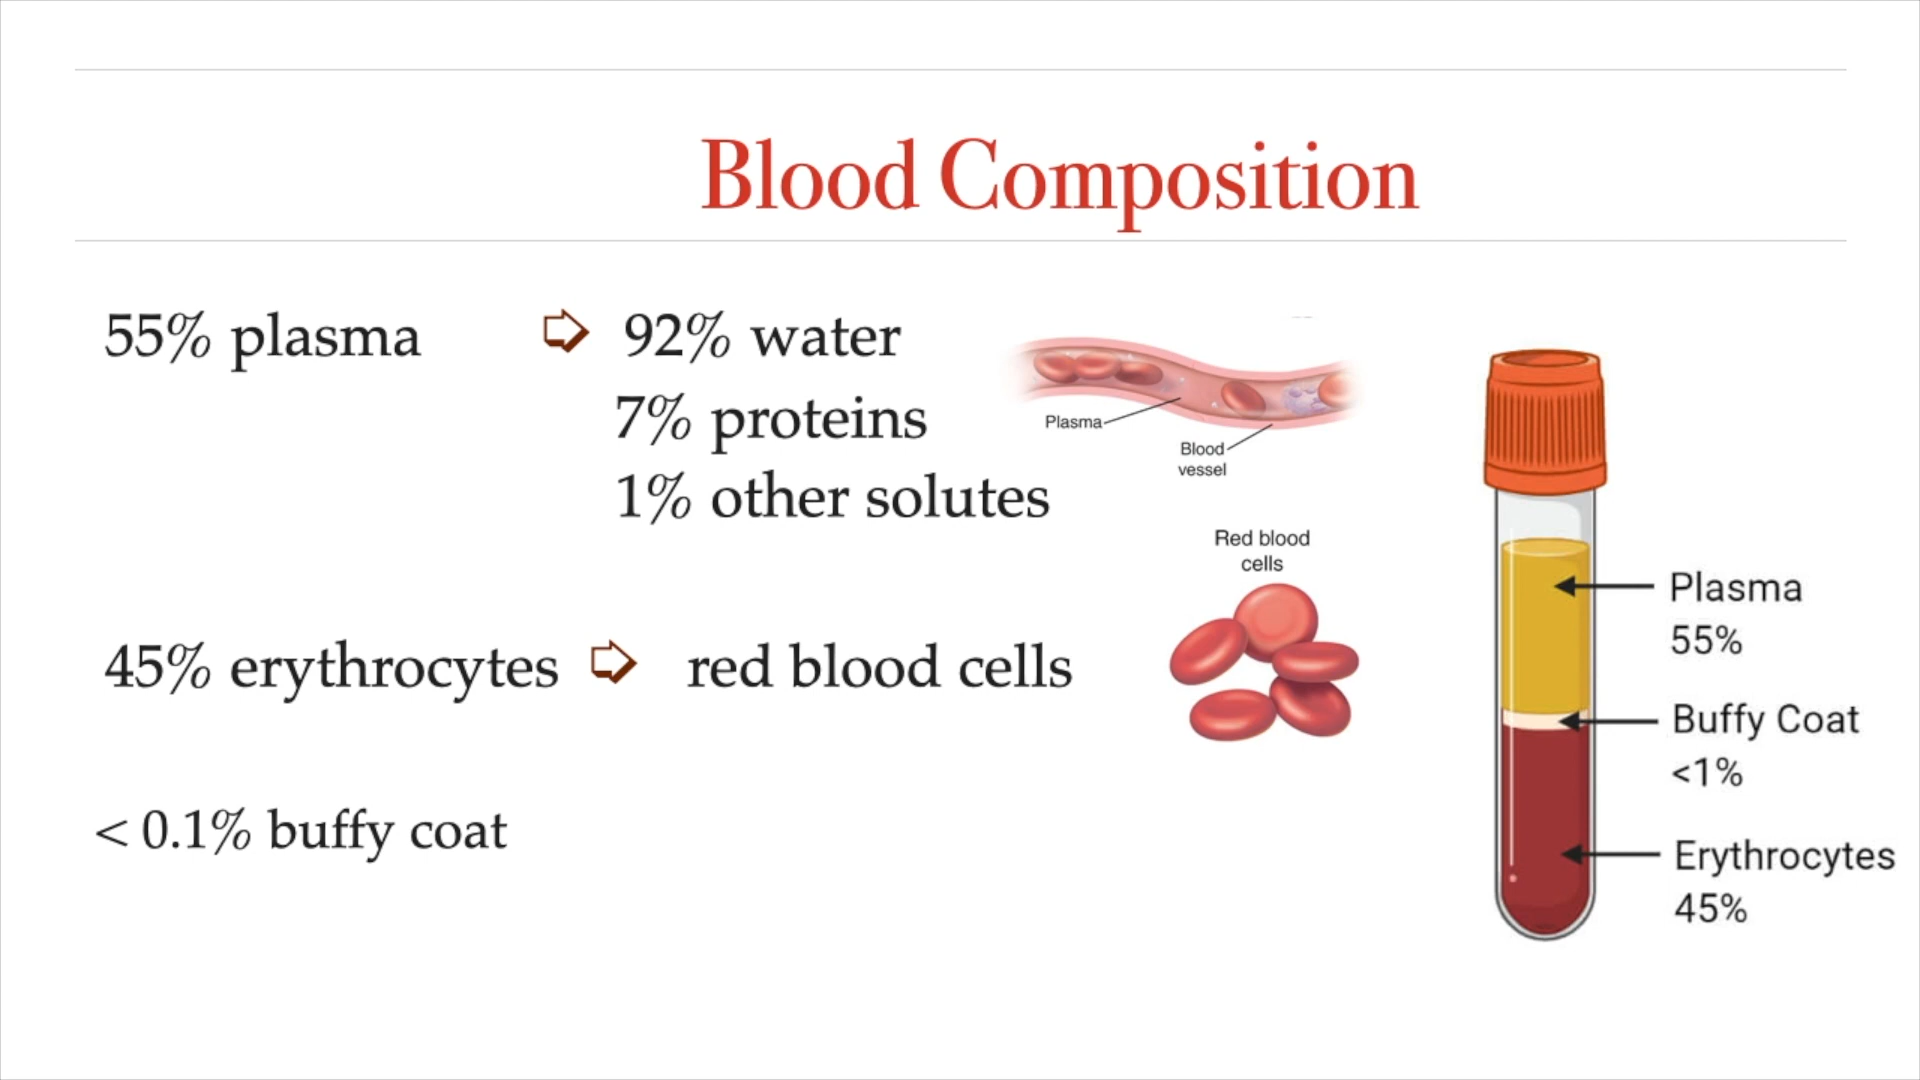 Blood Composition
55% plasma ➩ 92% water
7% proteins
1% other solutes
Plasma
Blood
vessel
Red blood
cells
45% erythrocytes ➩ red blood cells
< 0.1% buffy coat
Plasma
55%
Buffy Coat
<1%
Erythrocytes
45%